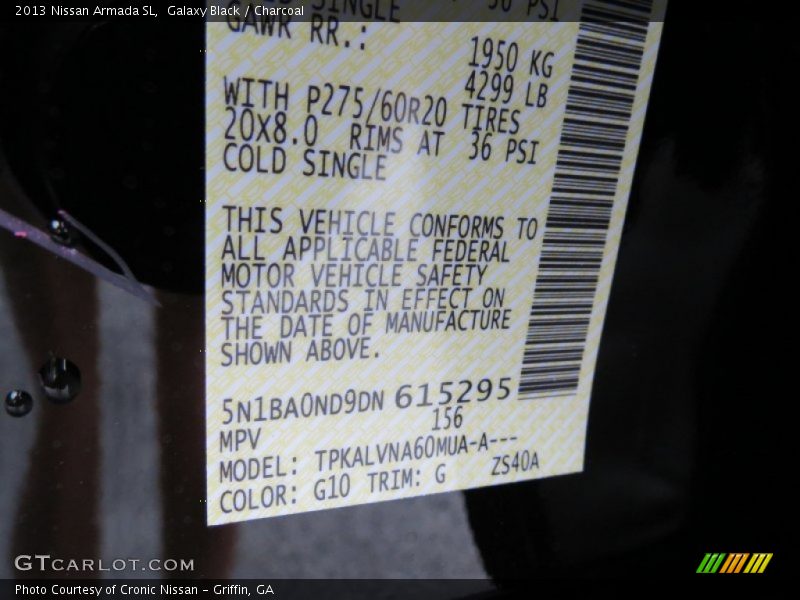 2013 Nissan Armada SL,  Galaxy Black / Charcoal
SINGLE 36 PSI
GAWR RR.: 1950 KG
4299 LB
WITH P275/60R20 TIRES
20X8.0 RIMS AT 36 PSI
COLD SINGLE
THIS VEHICLE CONFORMS TO
ALL APPLICABLE FEDERAL
MOTOR VEHICLE SAFETY
STANDARDS IN EFFECT ON
THE DATE OF MANUFACTURE
SHOWN ABOVE.
5N1BA0ND9DN 615295
MPV 156
MODEL: TPKALVNA60MUA-A---
COLOR: G10 TRIM: G ZS40A
GTCARLOT.COM
Photo Courtesy of Cronic Nissan - Griffin, GA